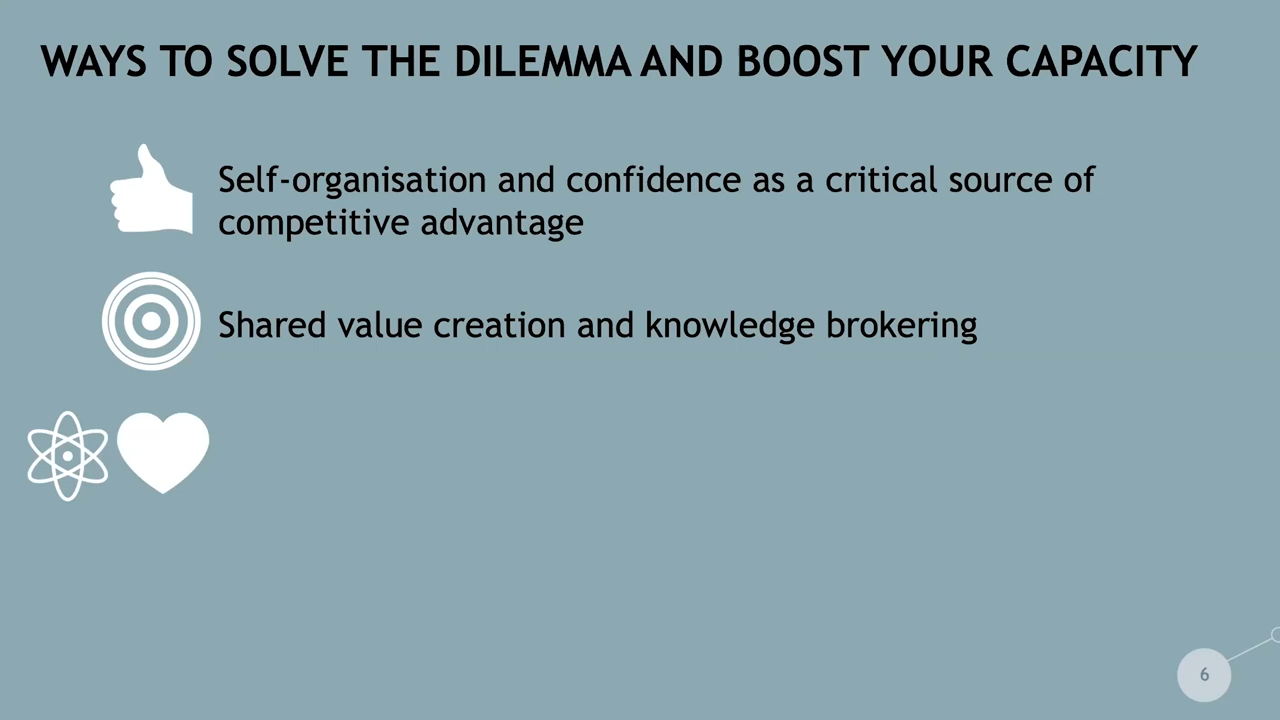 WAYS TO SOLVE THE DILEMMA AND BOOST YOUR CAPACITY
Self-organisation and confidence as a critical source of
competitive advantage
Shared value creation and knowledge brokering
6